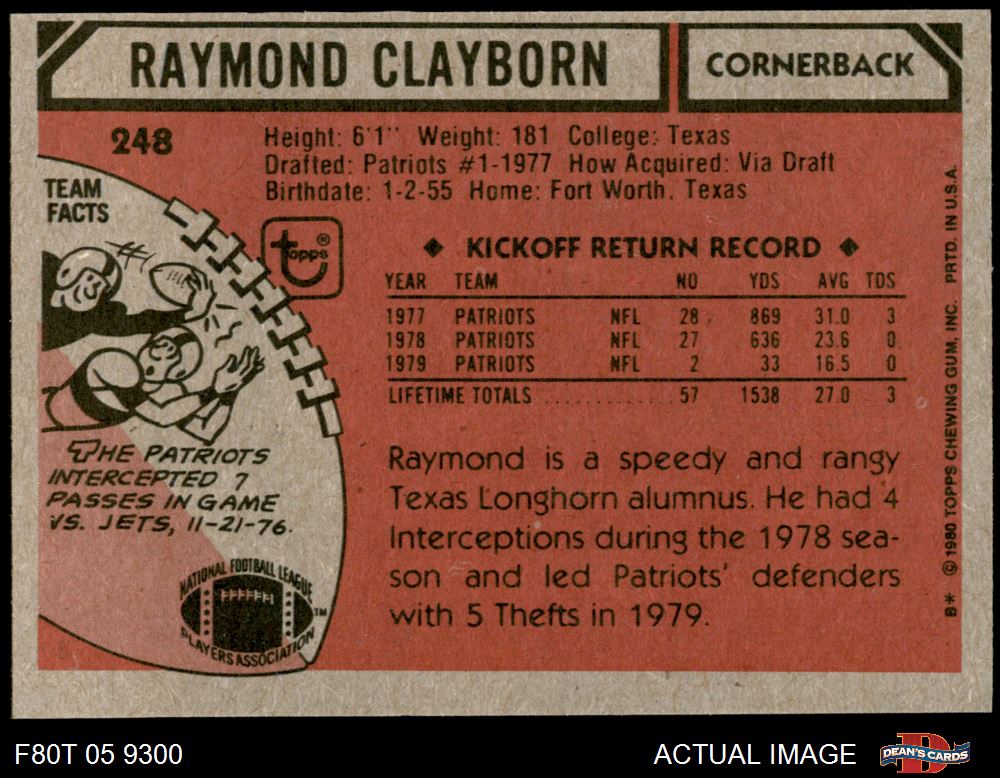 RAYMOND CLAYBORN
CORNERBACK
248
Height: 6'1" Weight: 181 College: Texas
Drafted: Patriots #1-1977 How Acquired: Via Draft
Birthdate: 1-2-55 Home: Fort Worth, Texas
TEAM
FACTS
topps ®
KICKOFF RETURN RECORD
YEAR TEAM NO YDS AVG TDS
1977 PATRIOTS NFL 28 869 31.0 3
1978 PATRIOTS NFL 27 636 23.6 0
1979 PATRIOTS NFL 2 33 16.5 0
LIFETIME TOTALS ............ 57 1538 27.0 3
THE PATRIOTS
INTERCEPTED 7
PASSES IN GAME
VS. JETS, 11-21-76.
Raymond is a speedy and rangy
Texas Longhorn alumnus. He had 4
Interceptions during the 1978 sea-
son and led Patriots' defenders
with 5 Thefts in 1979.
NATIONAL FOOTBALL LEAGUE
PLAYERS ASSOCIATION
TM
B* © 1980 TOPPS CHEWING GUM, INC. PRTD. IN U.S.A.
F80T 05 9300
ACTUAL IMAGE
DEAN'S CARDS